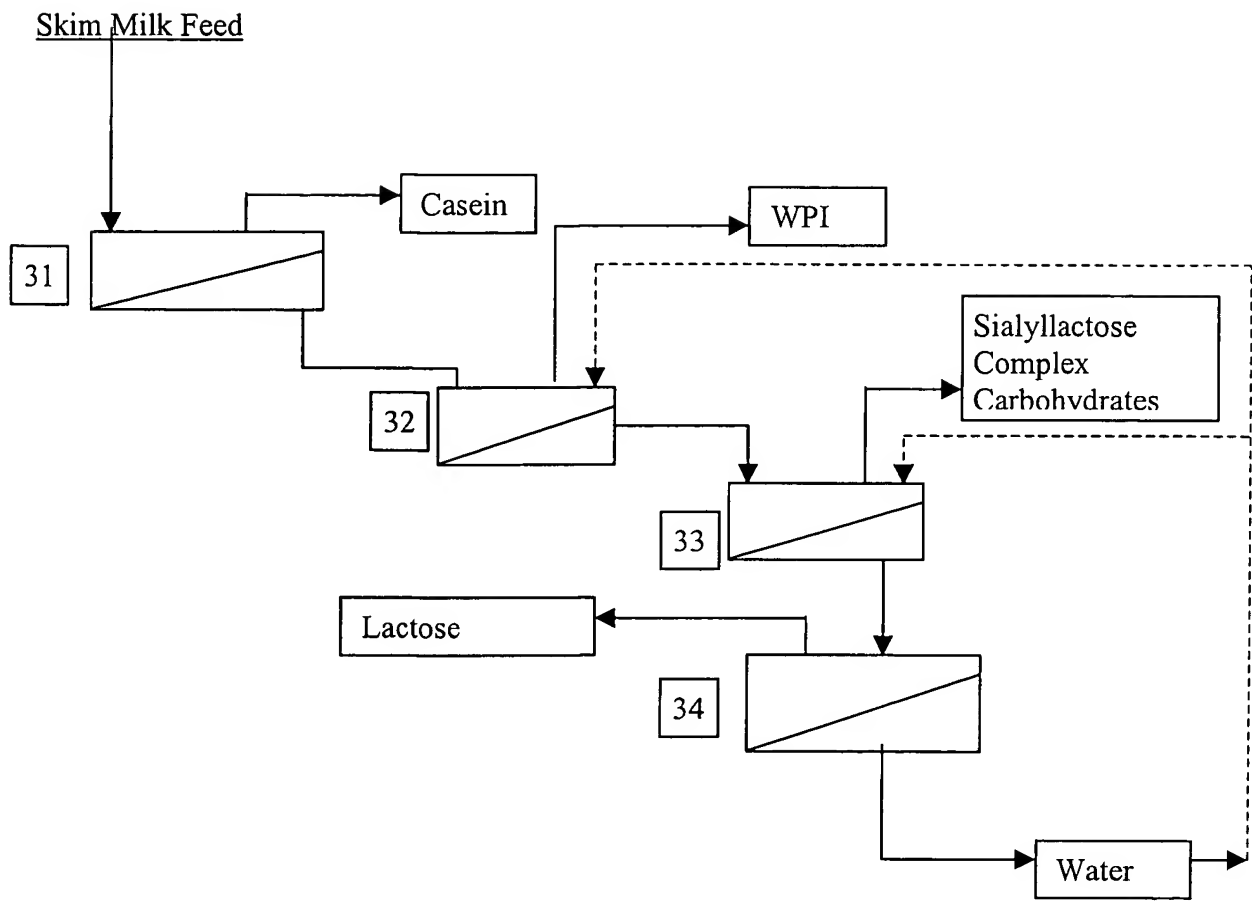 Skim Milk Feed
Casein
WPI
31
Sialyllactose
Complex
Carbohydrates
32
33
Lactose
34
Water